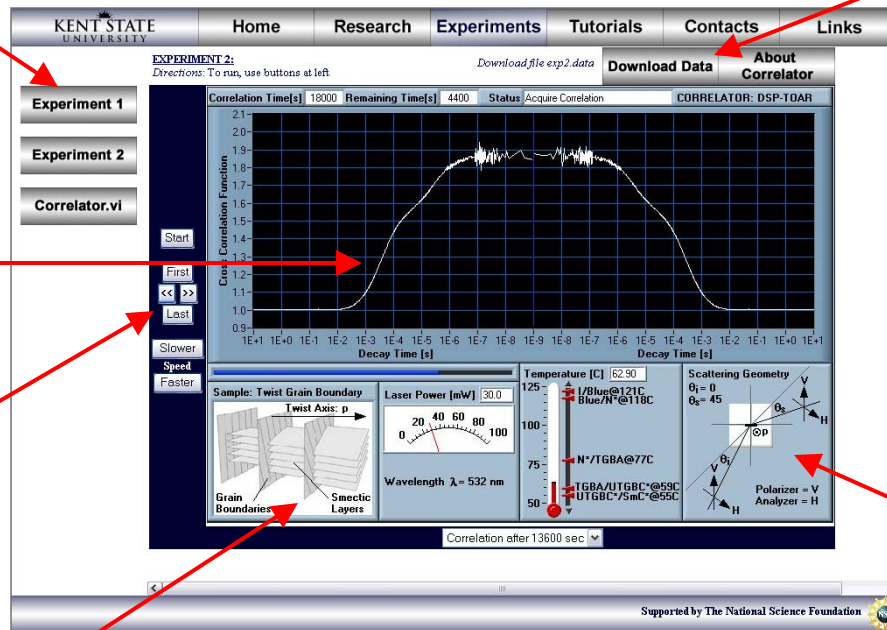 KENT STATE
UNIVERSITY
Home Research Experiments Tutorials Contacts Links
EXPERIMENT 2:
Directions: To run, use buttons at left
Download file exp2.data
Download Data
About
Correlator
Experiment 1
Experiment 2
Correlator.vi
Start
First
<< >>
Last
Slower
Speed
Faster
Correlation Time[s] 18000 Remaining Time[s] 4400 Status Acquire Correlation CORRELATOR: DSP-TOAR
Cross Correlation Function
2.1-
2.0-
1.9-
1.8-
1.7-
1.6-
1.5-
1.4-
1.3-
1.2-
1.1-
1.0-
0.9-
1E+1 1E+0 1E-1 1E-2 1E-3 1E-4 1E-5 1E-6 1E-7 1E-8 1E-9 1E-8 1E-7 1E-6 1E-5 1E-4 1E-3 1E-2 1E-1 1E+0 1E+1
Decay Time [s] Decay Time [s]
Sample: Twist Grain Boundary
Twist Axis: p
Grain
Boundaries
Smectic
Layers
Laser Power [mW] 30.0
0 20 40 60 80 100
Wavelength λ = 532 nm
Temperature [C] 62.90
125-
100-
75-
50-
I/Blue@121C
Blue/N*@118C
N*/TGBA@77C
TGBA/UTGBC*@59C
UTGBC*/SmC*@55C
Scattering Geometry
θi = 0
θs = 45
V
θs
H
⊙p
θi
V
H
Polarizer = V
Analyzer = H
Correlation after 13600 sec
Supported by The National Science Foundation